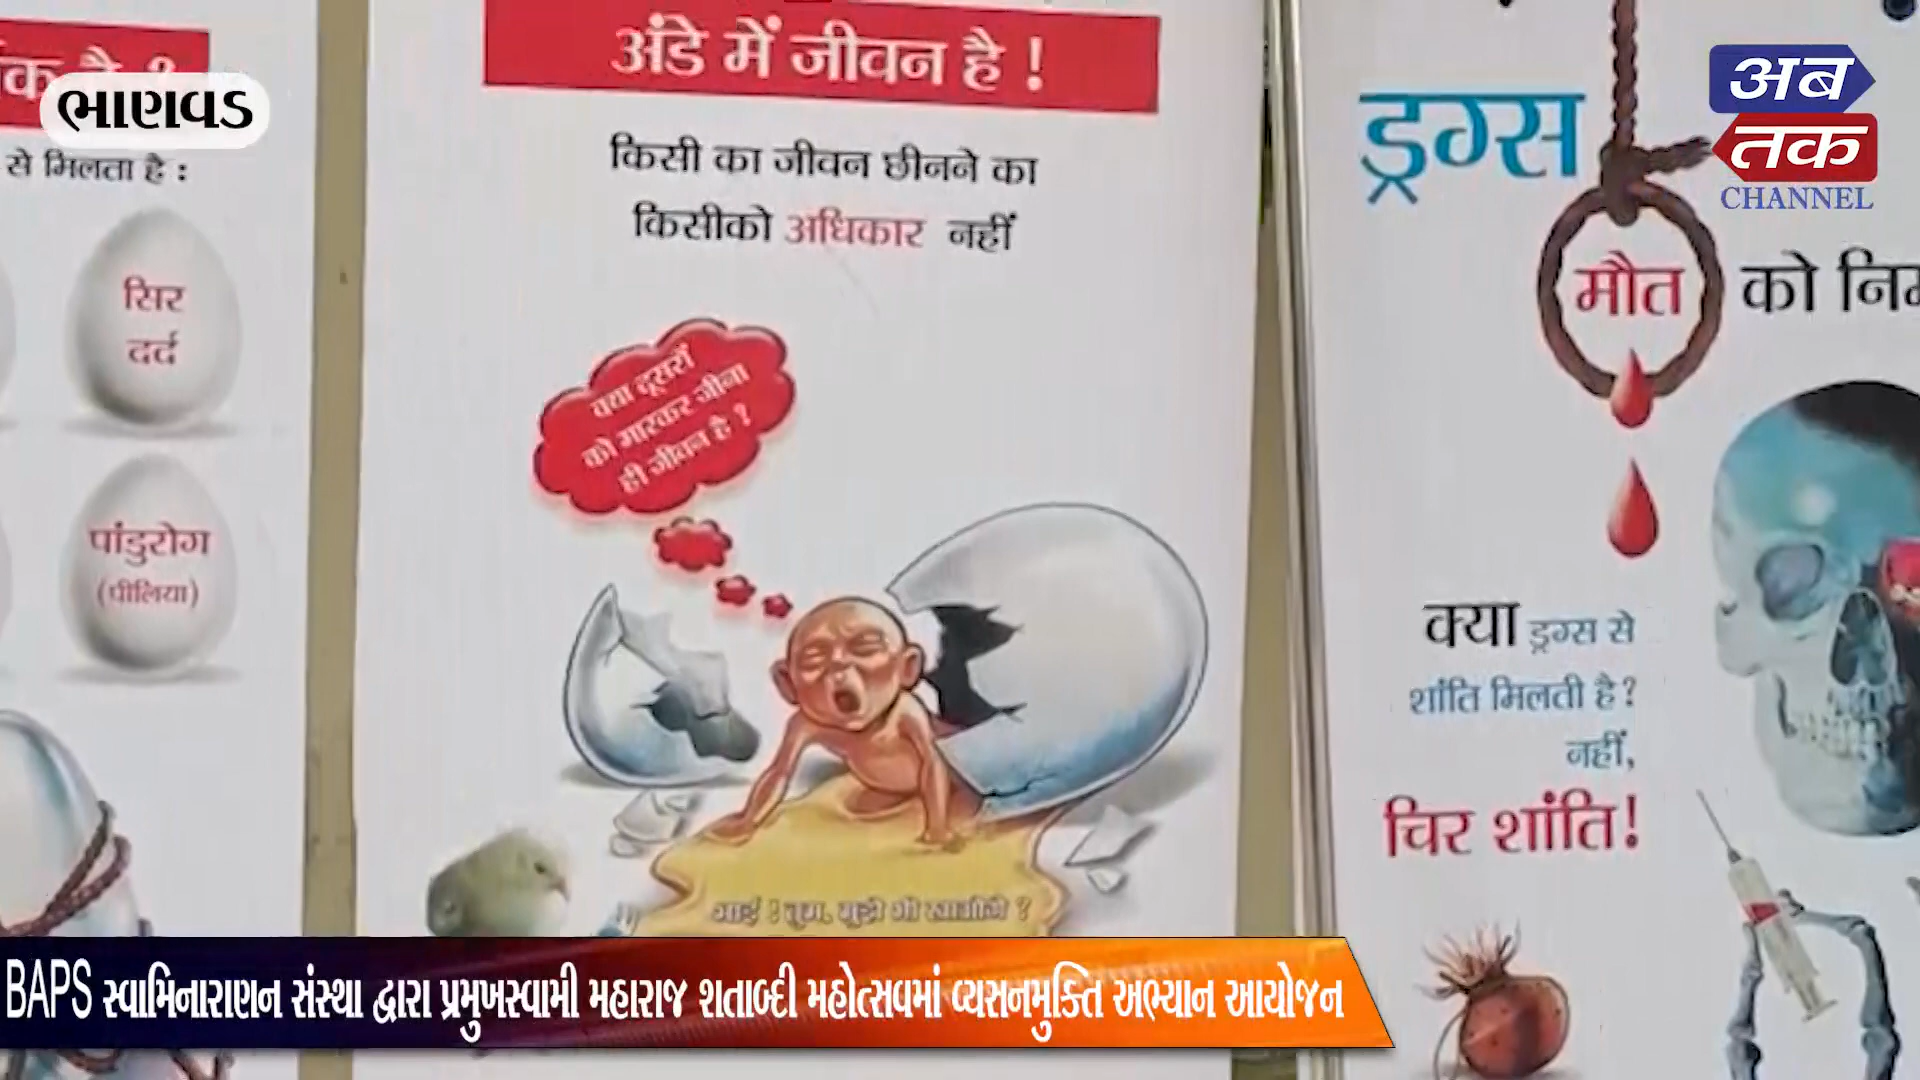 भाણવડ
से मिलता है :
सिर
दर्द
पांडुरोग
(पीलिया)
अंडे में जीवन है !
किसी का जीवन छीनने का
किसीको अधिकार नहीं
क्या दूसरों
को मारकर जीना
ही जीवन है ?
ड्रग्स
मौत को
क्या ड्रग्स से
शांति मिलती है ?
नहीं,
चिर शांति!
अब
तक
CHANNEL
BAPS સ્વામિનારાણન સંસ્થા દ્વારા પ્રમુખસ્વામી મહારાજ શતાબ્દી મહોત્સવમાં વ્યસનમુક્તિ અભ્યાન આયોજન